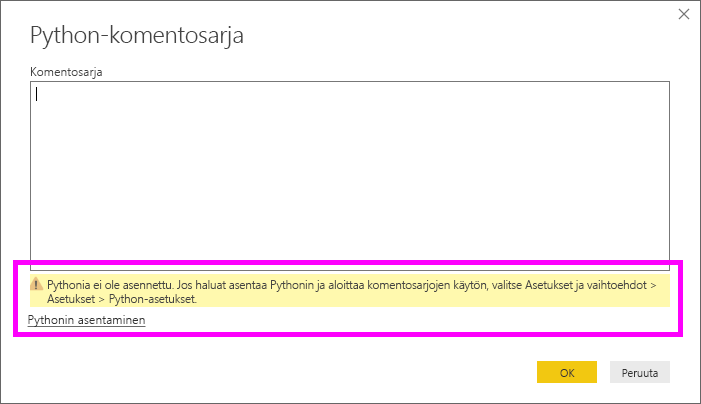 Python-komentosarja
Komentosarja
Pythonia ei ole asennettu. Jos haluat asentaa Pythonin ja aloittaa komentosarjojen käytön, valitse Asetukset ja vaihtoehdot >
Asetukset > Python-asetukset.
Pythonin asentaminen
OK
Peruuta